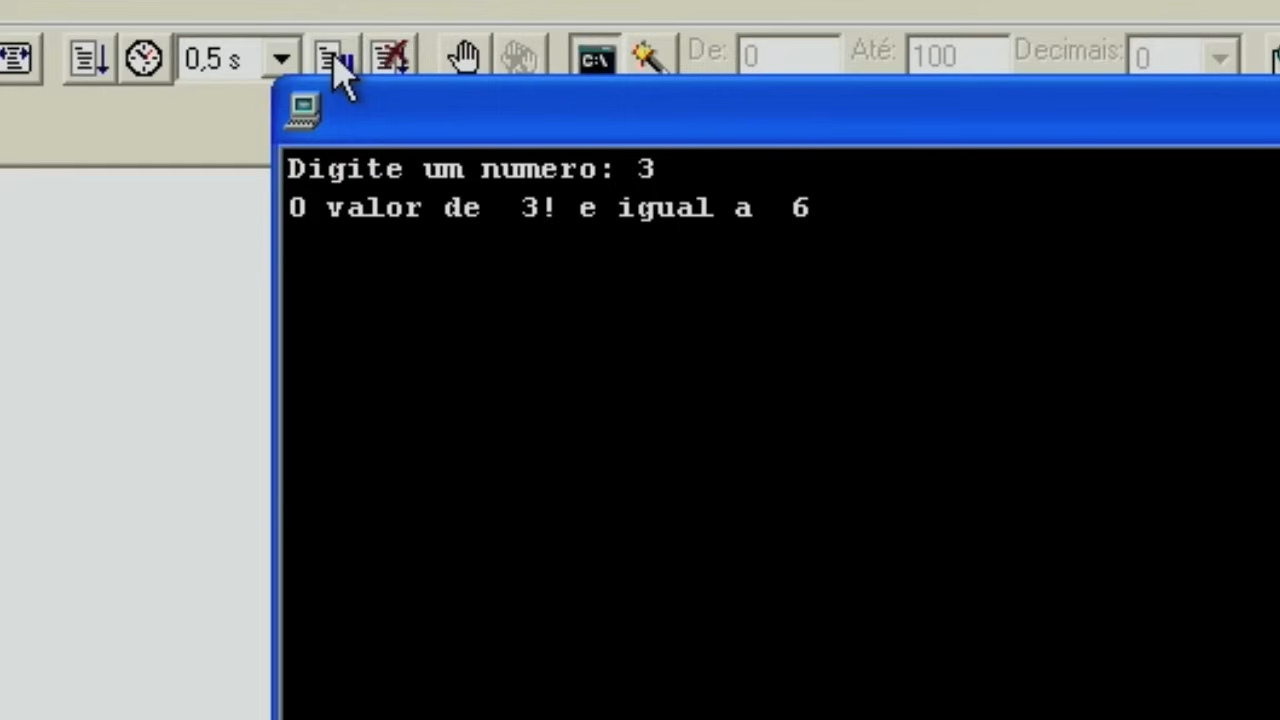 0,5 s De: 0 Até: 100 Decimais: 0
C:\
Digite um numero: 3
O valor de  3! e igual a  6